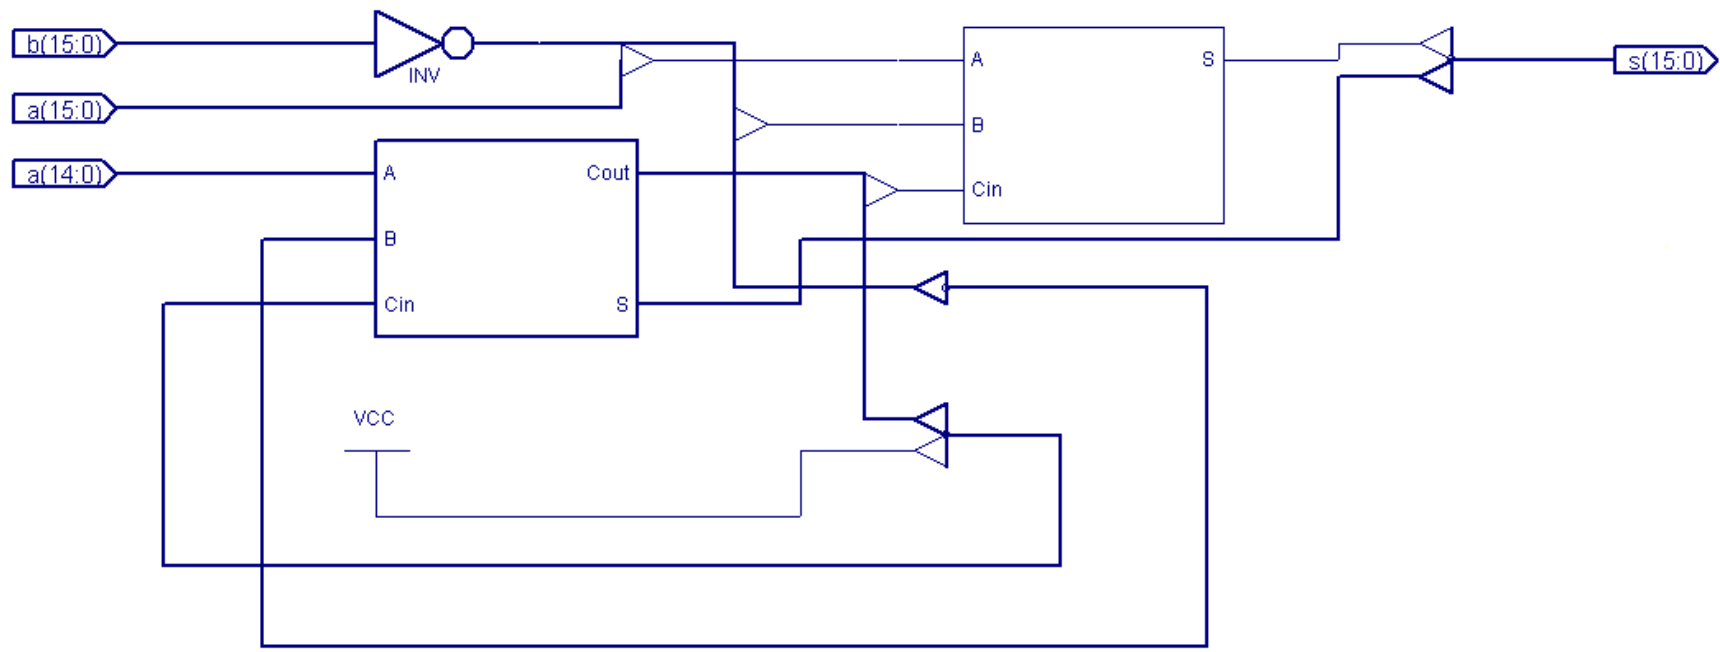 b(15:0)
INV
a(15:0)
a(14:0)
A
B
Cin
Cout
S
A
B
Cin
S
s(15:0)
VCC